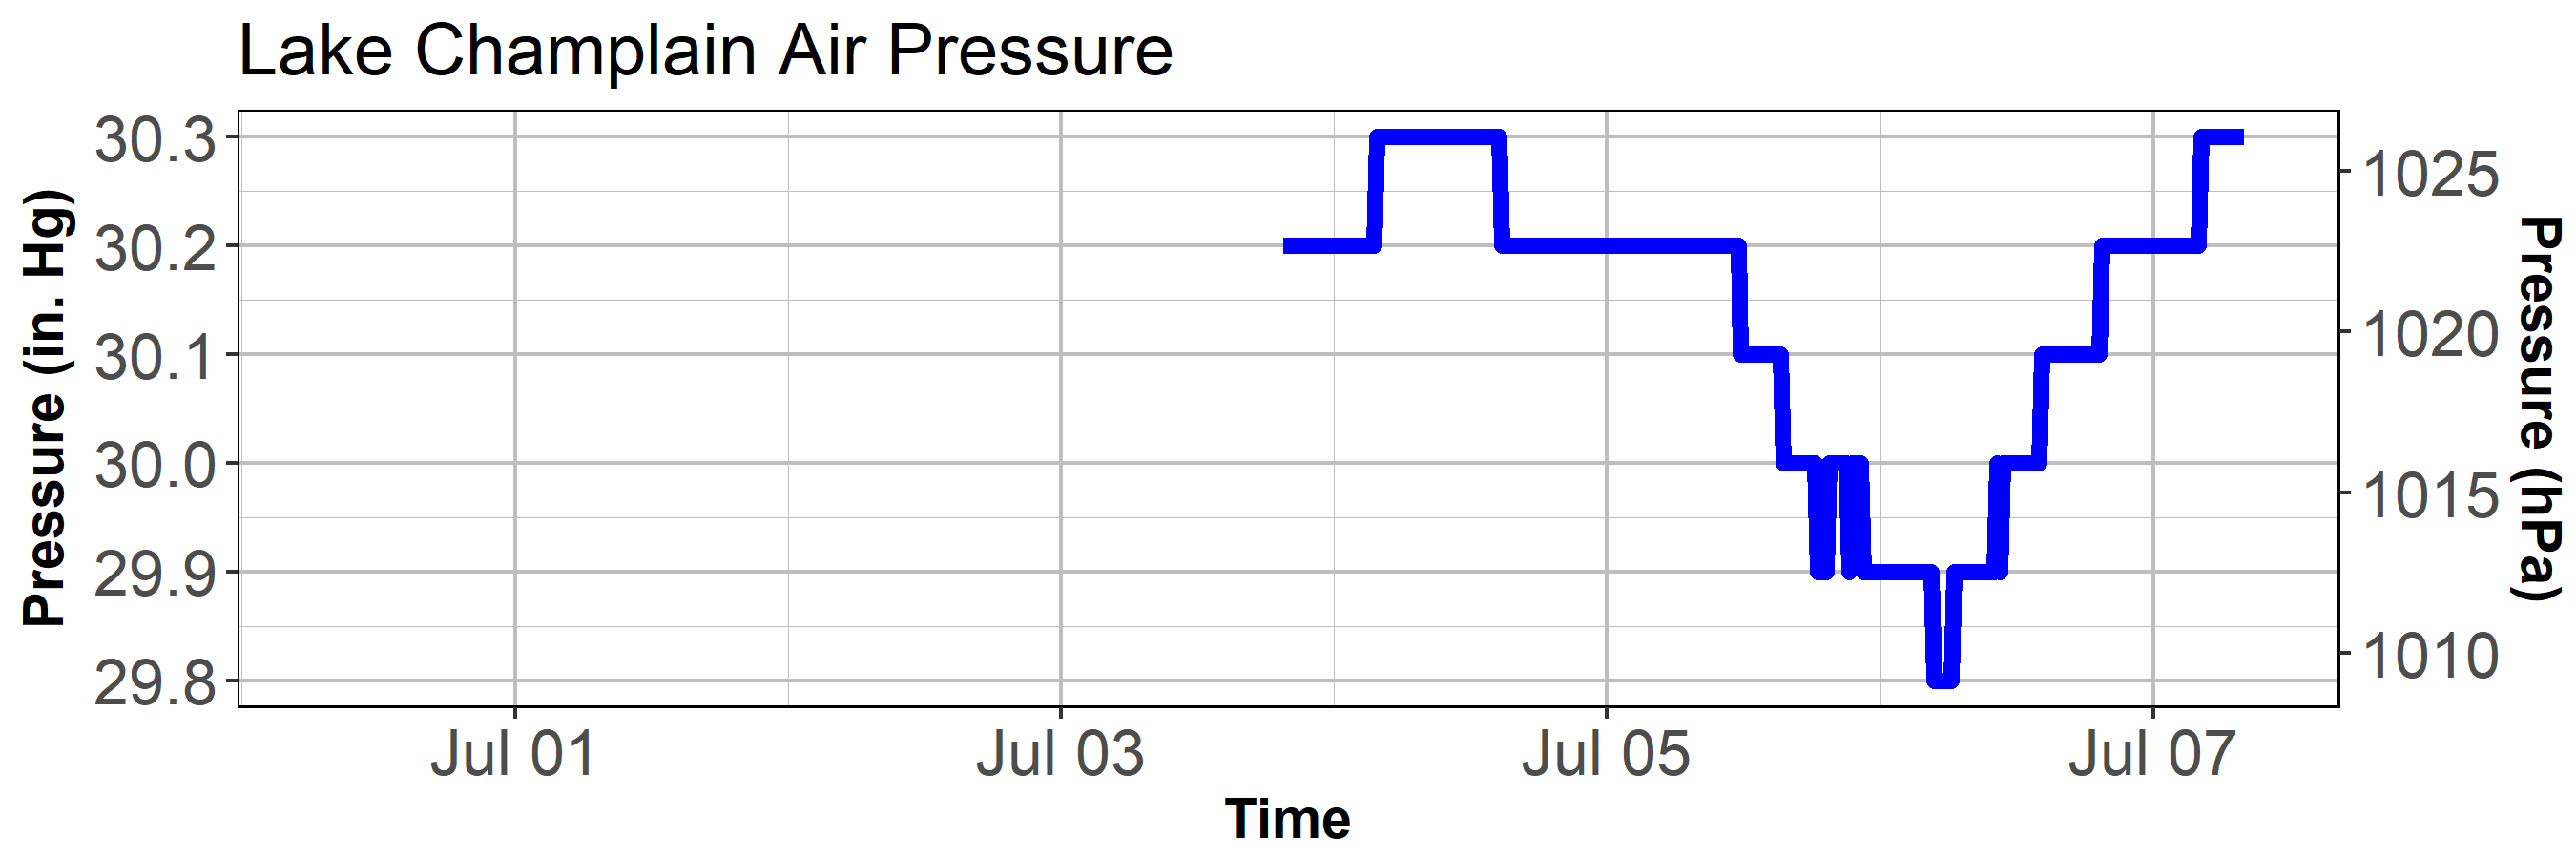 Lake Champlain Air Pressure
Pressure (in. Hg)
30.3
30.2
30.1
30.0
29.9
29.8
1025
1020
1015
1010
Pressure (hPa)
Jul 01
Jul 03
Jul 05
Jul 07
Time